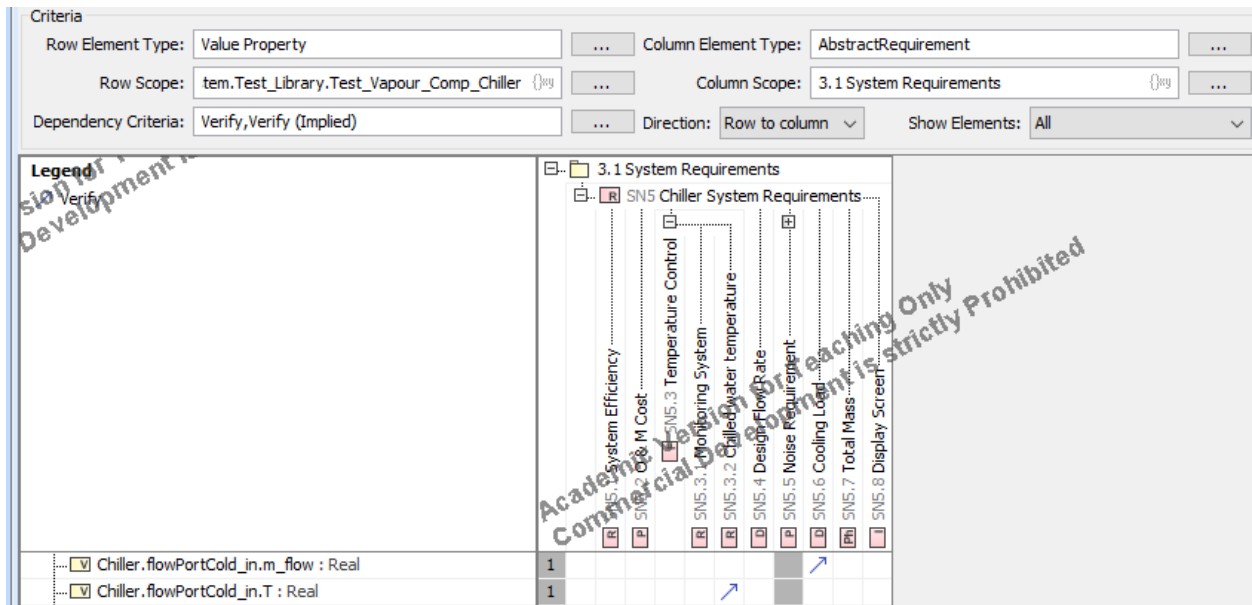 Criteria
Row Element Type: Value Property ... Column Element Type: AbstractRequirement ...
Row Scope: tem.Test_Library.Test_Vapour_Comp_Chiller {}xy ... Column Scope: 3.1 System Requirements {}xy ...
Dependency Criteria: Verify,Verify (Implied) ... Direction: Row to column Show Elements: All
Legend
Verify
3.1 System Requirements
R SN5 Chiller System Requirements
R System Efficiency
P O & M Cost
SN5.3 Temperature Control
R Monitoring System
R SN5.3.2 Chilled water temperature
D SN5.4 Design Flow Rate
P SN5.5 Noise Requirement
D SN5.6 Cooling Load
Ph SN5.7 Total Mass
I SN5.8 Display Screen
Academic Version for Teaching Only
Commercial Development is strictly Prohibited
V Chiller.flowPortCold_in.m_flow : Real 1
V Chiller.flowPortCold_in.T : Real 1